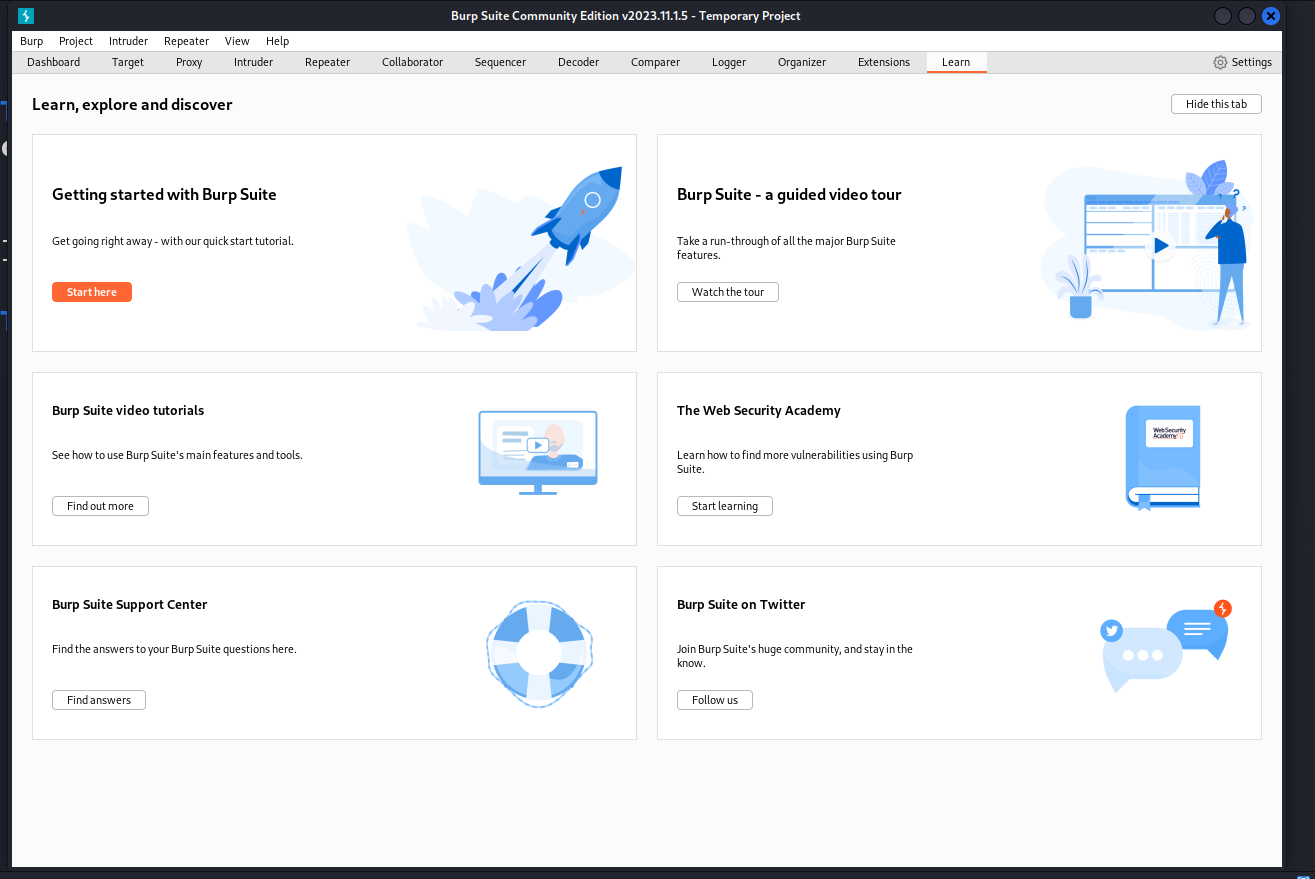 Burp Suite Community Edition v2023.11.1.5 - Temporary Project
Burp Project Intruder Repeater View Help
Dashboard Target Proxy Intruder Repeater Collaborator Sequencer Decoder Comparer Logger Organizer Extensions Learn Settings
Learn, explore and discover
Hide this tab
Getting started with Burp Suite
Get going right away - with our quick start tutorial.
Start here
Burp Suite - a guided video tour
Take a run-through of all the major Burp Suite
features.
Watch the tour
Burp Suite video tutorials
See how to use Burp Suite's main features and tools.
Find out more
The Web Security Academy
Learn how to find more vulnerabilities using Burp
Suite.
Start learning
WebSecurity
Academy
Burp Suite Support Center
Find the answers to your Burp Suite questions here.
Find answers
Burp Suite on Twitter
Join Burp Suite's huge community, and stay in the
know.
Follow us